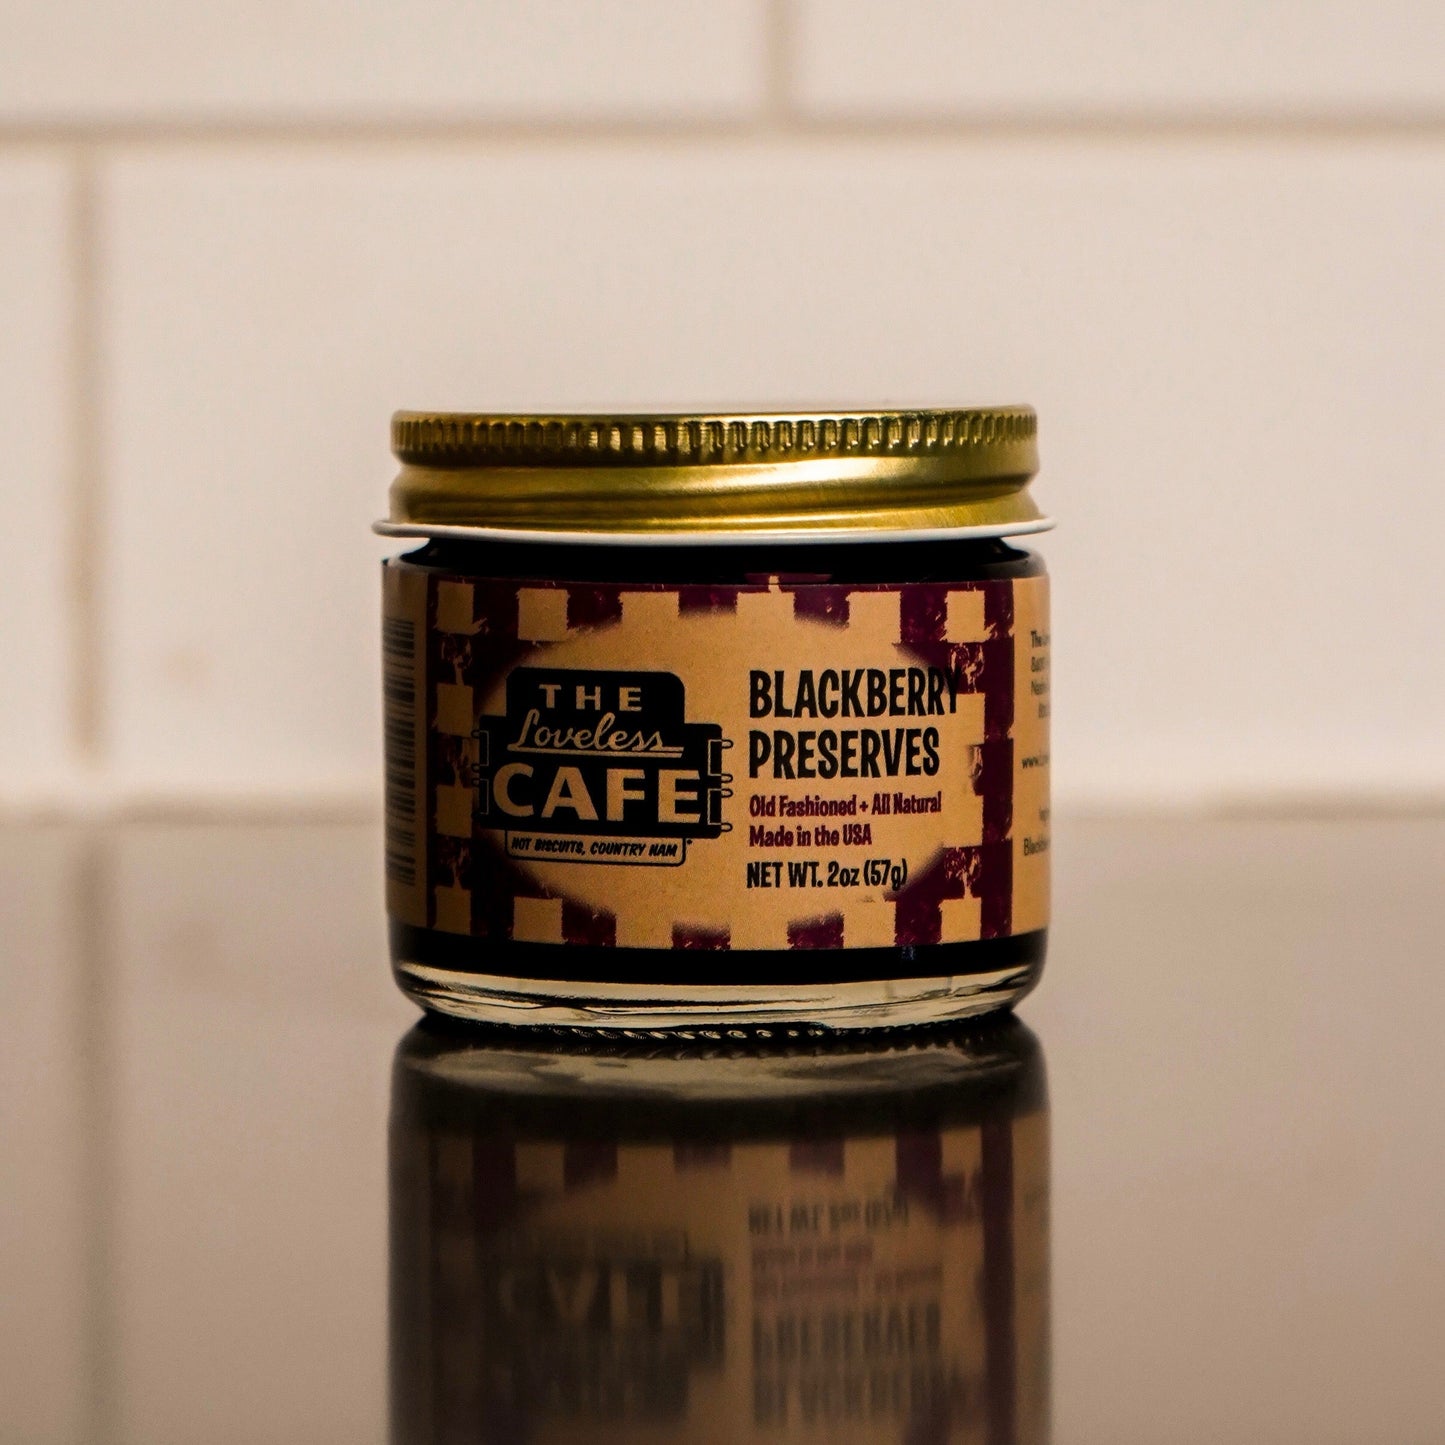 THE
Loveless
CAFE
HOT BISCUITS, COUNTRY HAM
BLACKBERRY
PRESERVES
Old Fashioned + All Natural
Made in the USA
NET WT. 2oz (57g)
The